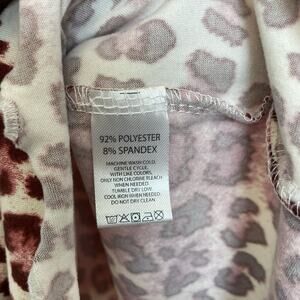 92% POLYESTER
8% SPANDEX
MACHINE WASH COLD.
GENTLE CYCLE.
WITH LIKE COLORS,
ONLY NON CHLORINE BLEACH
WHEN NEEDED.
TUMBLE DRY LOW.
COOL IRON WHEN NEEDED.
DO NOT DRY CLEAN